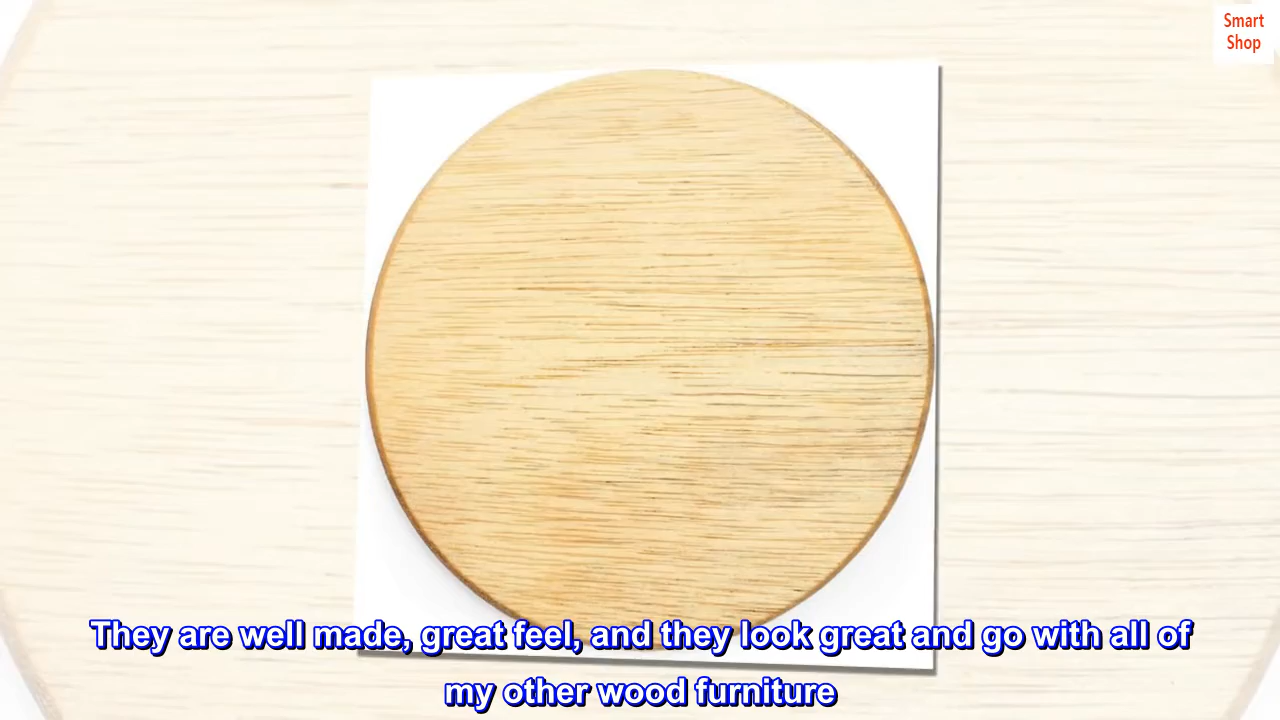 Smart
Shop
They are well made, great feel, and they look great and go with all of
my other wood furniture